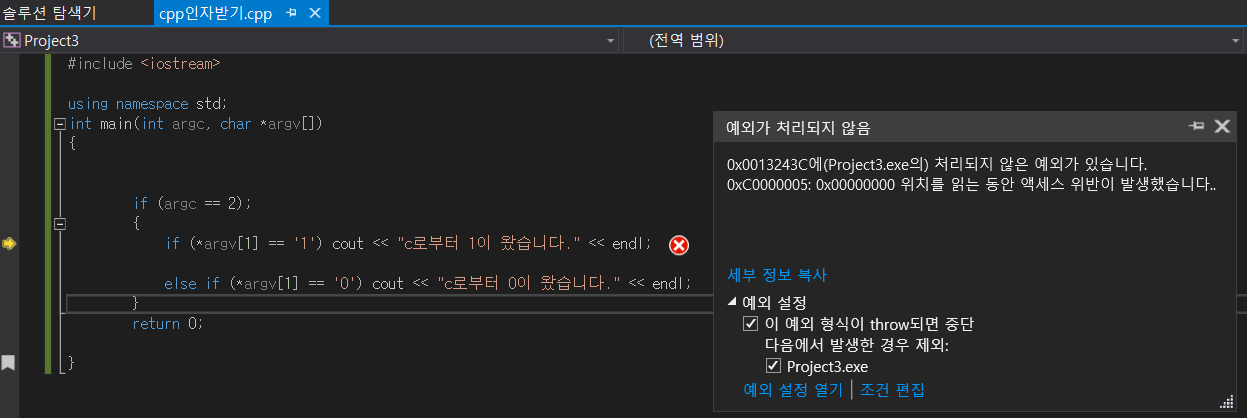 솔루션 탐색기
cpp인자받기.cpp
Project3
(전역 범위)
#include <iostream>
using namespace std;
int main(int argc, char *argv[])
{
if (argc == 2);
{
if (*argv[1] == '1') cout << "c로부터 1이 왔습니다." << endl;
else if (*argv[1] == '0') cout << "c로부터 0이 왔습니다." << endl;
}
return 0;
}
예외가 처리되지 않음
0x0013243C에(Project3.exe의) 처리되지 않은 예외가 있습니다.
0xC0000005: 0x00000000 위치를 읽는 동안 액세스 위반이 발생했습니다..
세부 정보 복사
예외 설정
이 예외 형식이 throw되면 중단
다음에서 발생한 경우 제외:
Project3.exe
예외 설정 열기 | 조건 편집